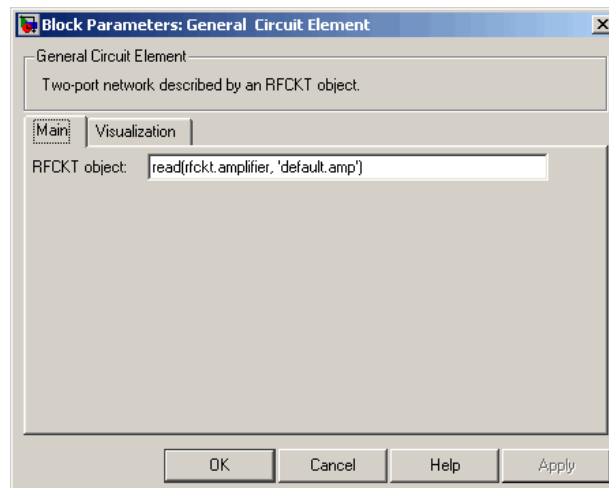 Block Parameters: General Circuit Element
General Circuit Element
Two-port network described by an RFCKT object.
Main Visualization
RFCKT object: read(rfckt.amplifier, 'default.amp')
OK Cancel Help Apply